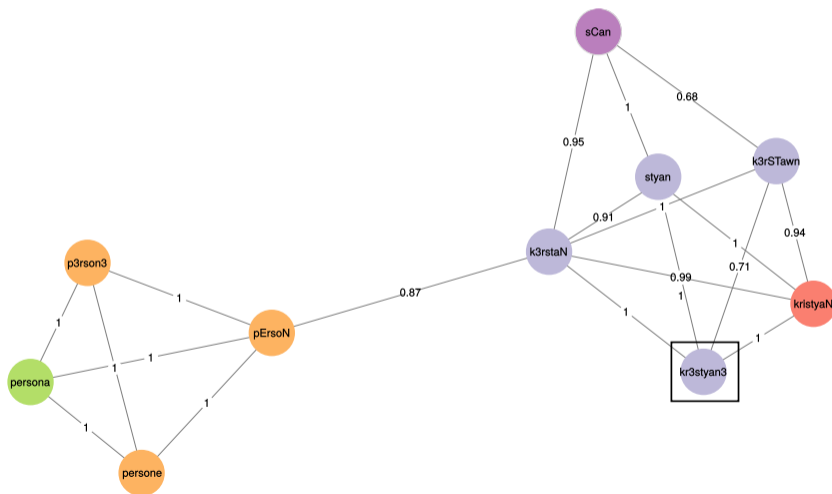 sCan
0.68
1
0.95
k3rSTawn
styan
1
0.91
0.94
1
k3rstaN
p3rson3
0.71
0.99
0.87
1
1
kristyaN
1
1
pErsoN
1
1
1
1
kr3styan3
persona
1
1
persone